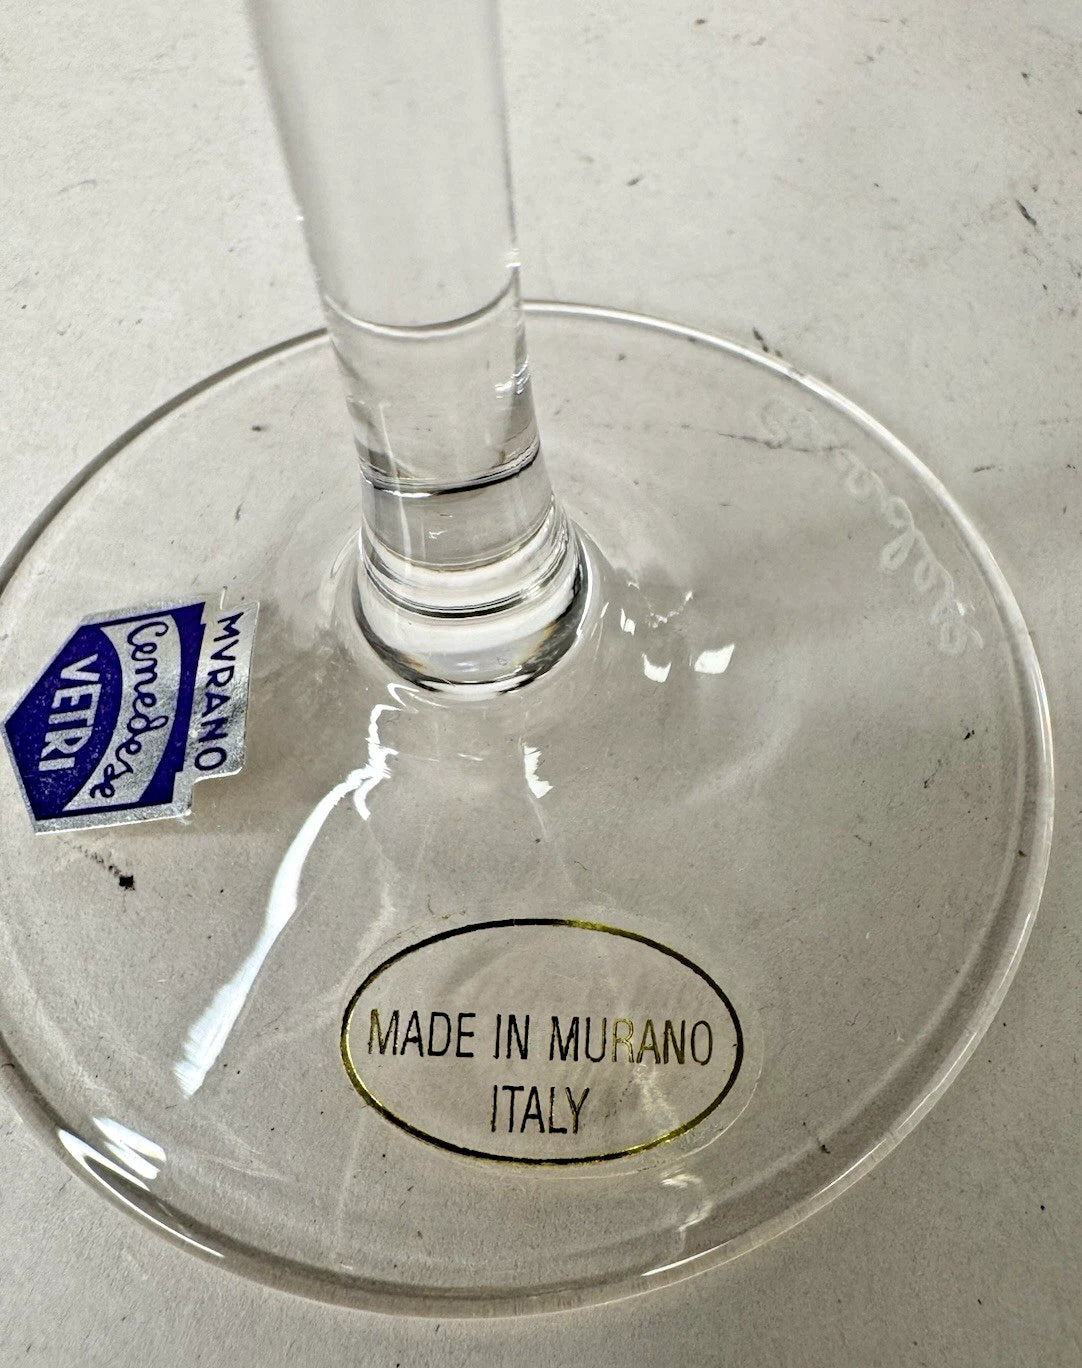 MVRANO
Cenedese
VETRI
MADE IN MURANO
ITALY